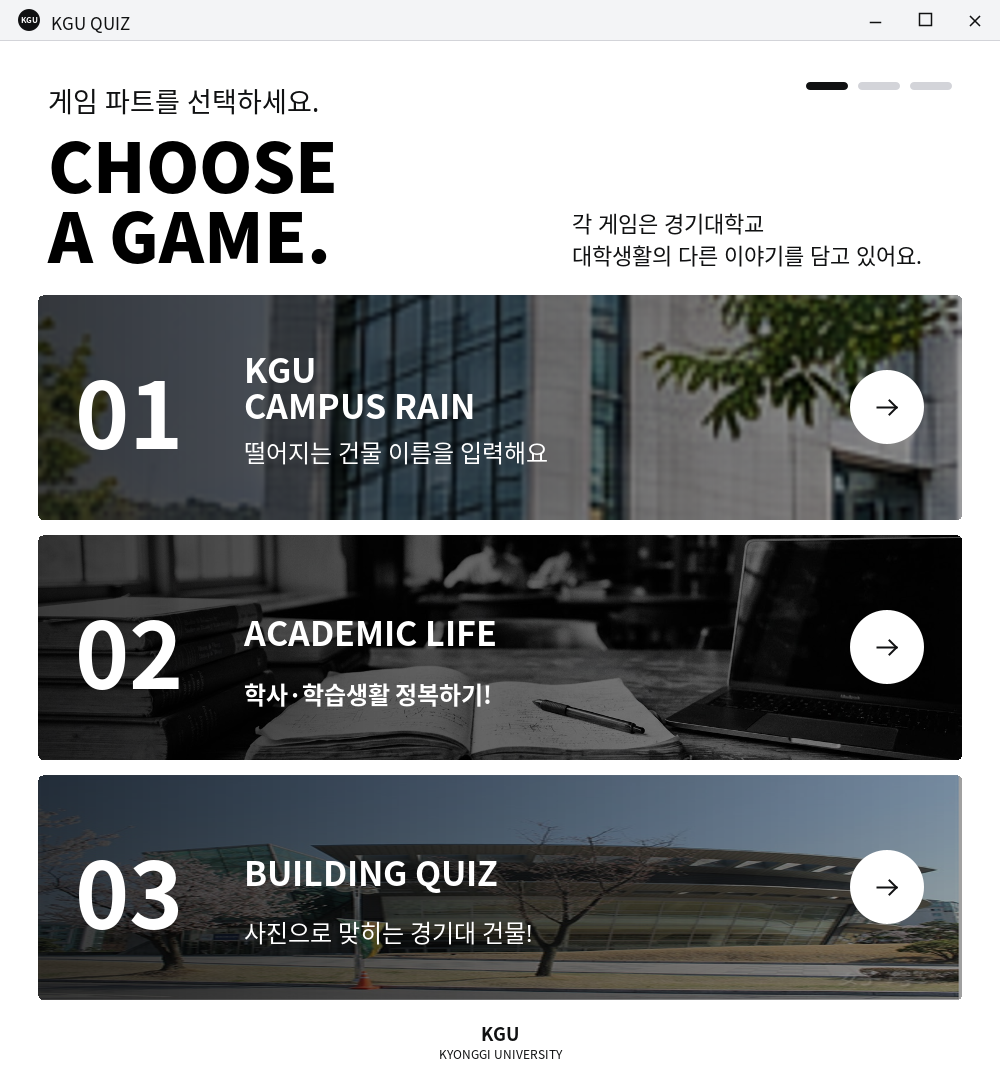 KGU
KGU QUIZ
게임 파트를 선택하세요.
CHOOSE
A GAME.
각 게임은 경기대학교
대학생활의 다른 이야기를 담고 있어요.
01
KGU
CAMPUS RAIN
떨어지는 건물 이름을 입력해요
02
ACADEMIC LIFE
학사·학습생활 정복하기!
03
BUILDING QUIZ
사진으로 맞히는 경기대 건물!
KGU
KYONGGI UNIVERSITY